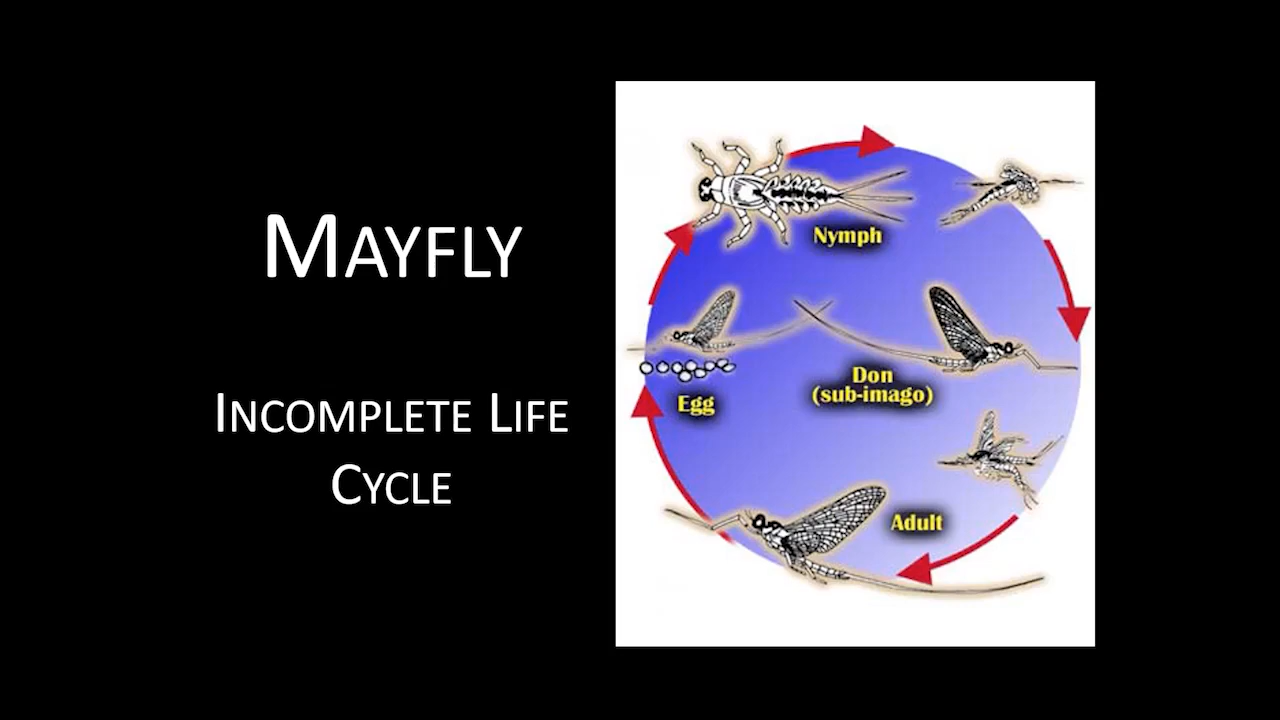 MAYFLY
INCOMPLETE LIFE
CYCLE
Nymph
Don
(sub-imago)
Egg
Adult